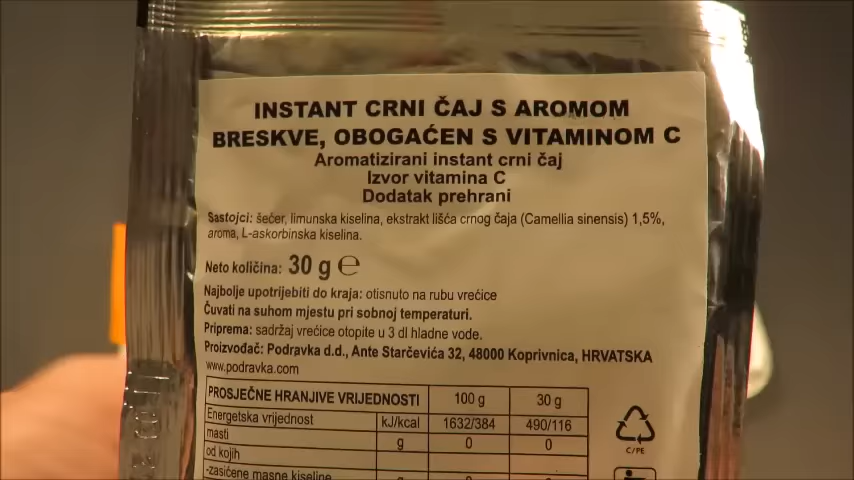 INSTANT CRNI ČAJ S AROMOM
BRESKVE, OBOGAĆEN S VITAMINOM C
Aromatizirani instant crni čaj
Izvor vitamina C
Dodatak prehrani
Sastojci: šećer, limunska kiselina, ekstrakt lišća crnog čaja (Camellia sinensis) 1,5%,
aroma, L-askorbinska kiselina.
Neto količina: 30 g ℮
Najbolje upotrijebiti do kraja: otisnuto na rubu vrećice
Čuvati na suhom mjestu pri sobnoj temperaturi.
Priprema: sadržaj vrećice otopite u 3 dl hladne vode.
Proizvođač: Podravka d.d., Ante Starčevića 32, 48000 Koprivnica, HRVATSKA
www.podravka.com
PROSJEČNE HRANJIVE VRIJEDNOSTI 100 g 30 g
Energetska vrijednost kJ/kcal 1632/384 490/116
masti g 0 0
od kojih
-zasićene masne kiseline
C/PE